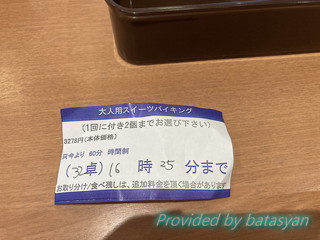 大人用スイーツバイキング
(1回に付き2個までお選び下さい)
3278円(本体価格)
只今より 60分 時間制
(32卓) 16 時 25 分まで
お取り分け/食べ残しは、追加料金を頂く場合があります
Provided by batasyan